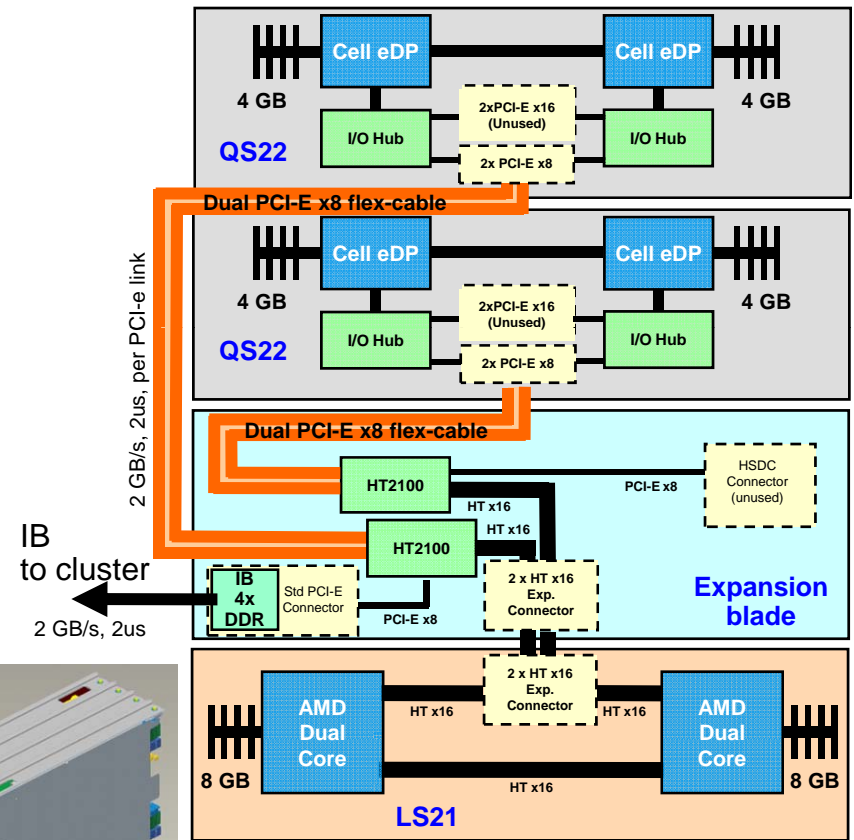 Cell eDP
Cell eDP
4 GB
4 GB
2xPCI-E x16
(Unused)
I/O Hub
I/O Hub
QS22
2x PCI-E x8
Dual PCI-E x8 flex-cable
Cell eDP
Cell eDP
4 GB
4 GB
2xPCI-E x16
(Unused)
I/O Hub
I/O Hub
QS22
2x PCI-E x8
2 GB/s, 2us, per PCI-e link
Dual PCI-E x8 flex-cable
HT2100
PCI-E x8
HSDC
Connector
(unused)
HT x16
HT x16
HT2100
IB
to cluster
2 GB/s, 2us
IB
4x
DDR
Std PCI-E
Connector
PCI-E x8
2 x HT x16
Exp.
Connector
Expansion
blade
2 x HT x16
Exp.
Connector
AMD
Dual
Core
HT x16
HT x16
AMD
Dual
Core
8 GB
8 GB
HT x16
LS21